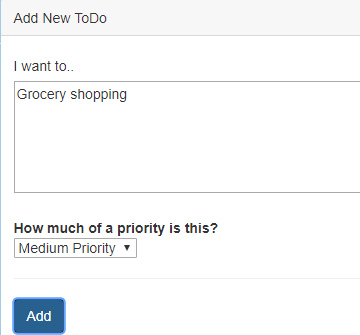 Add New ToDo
I want to..
Grocery shopping
How much of a priority is this?
Medium Priority
Add